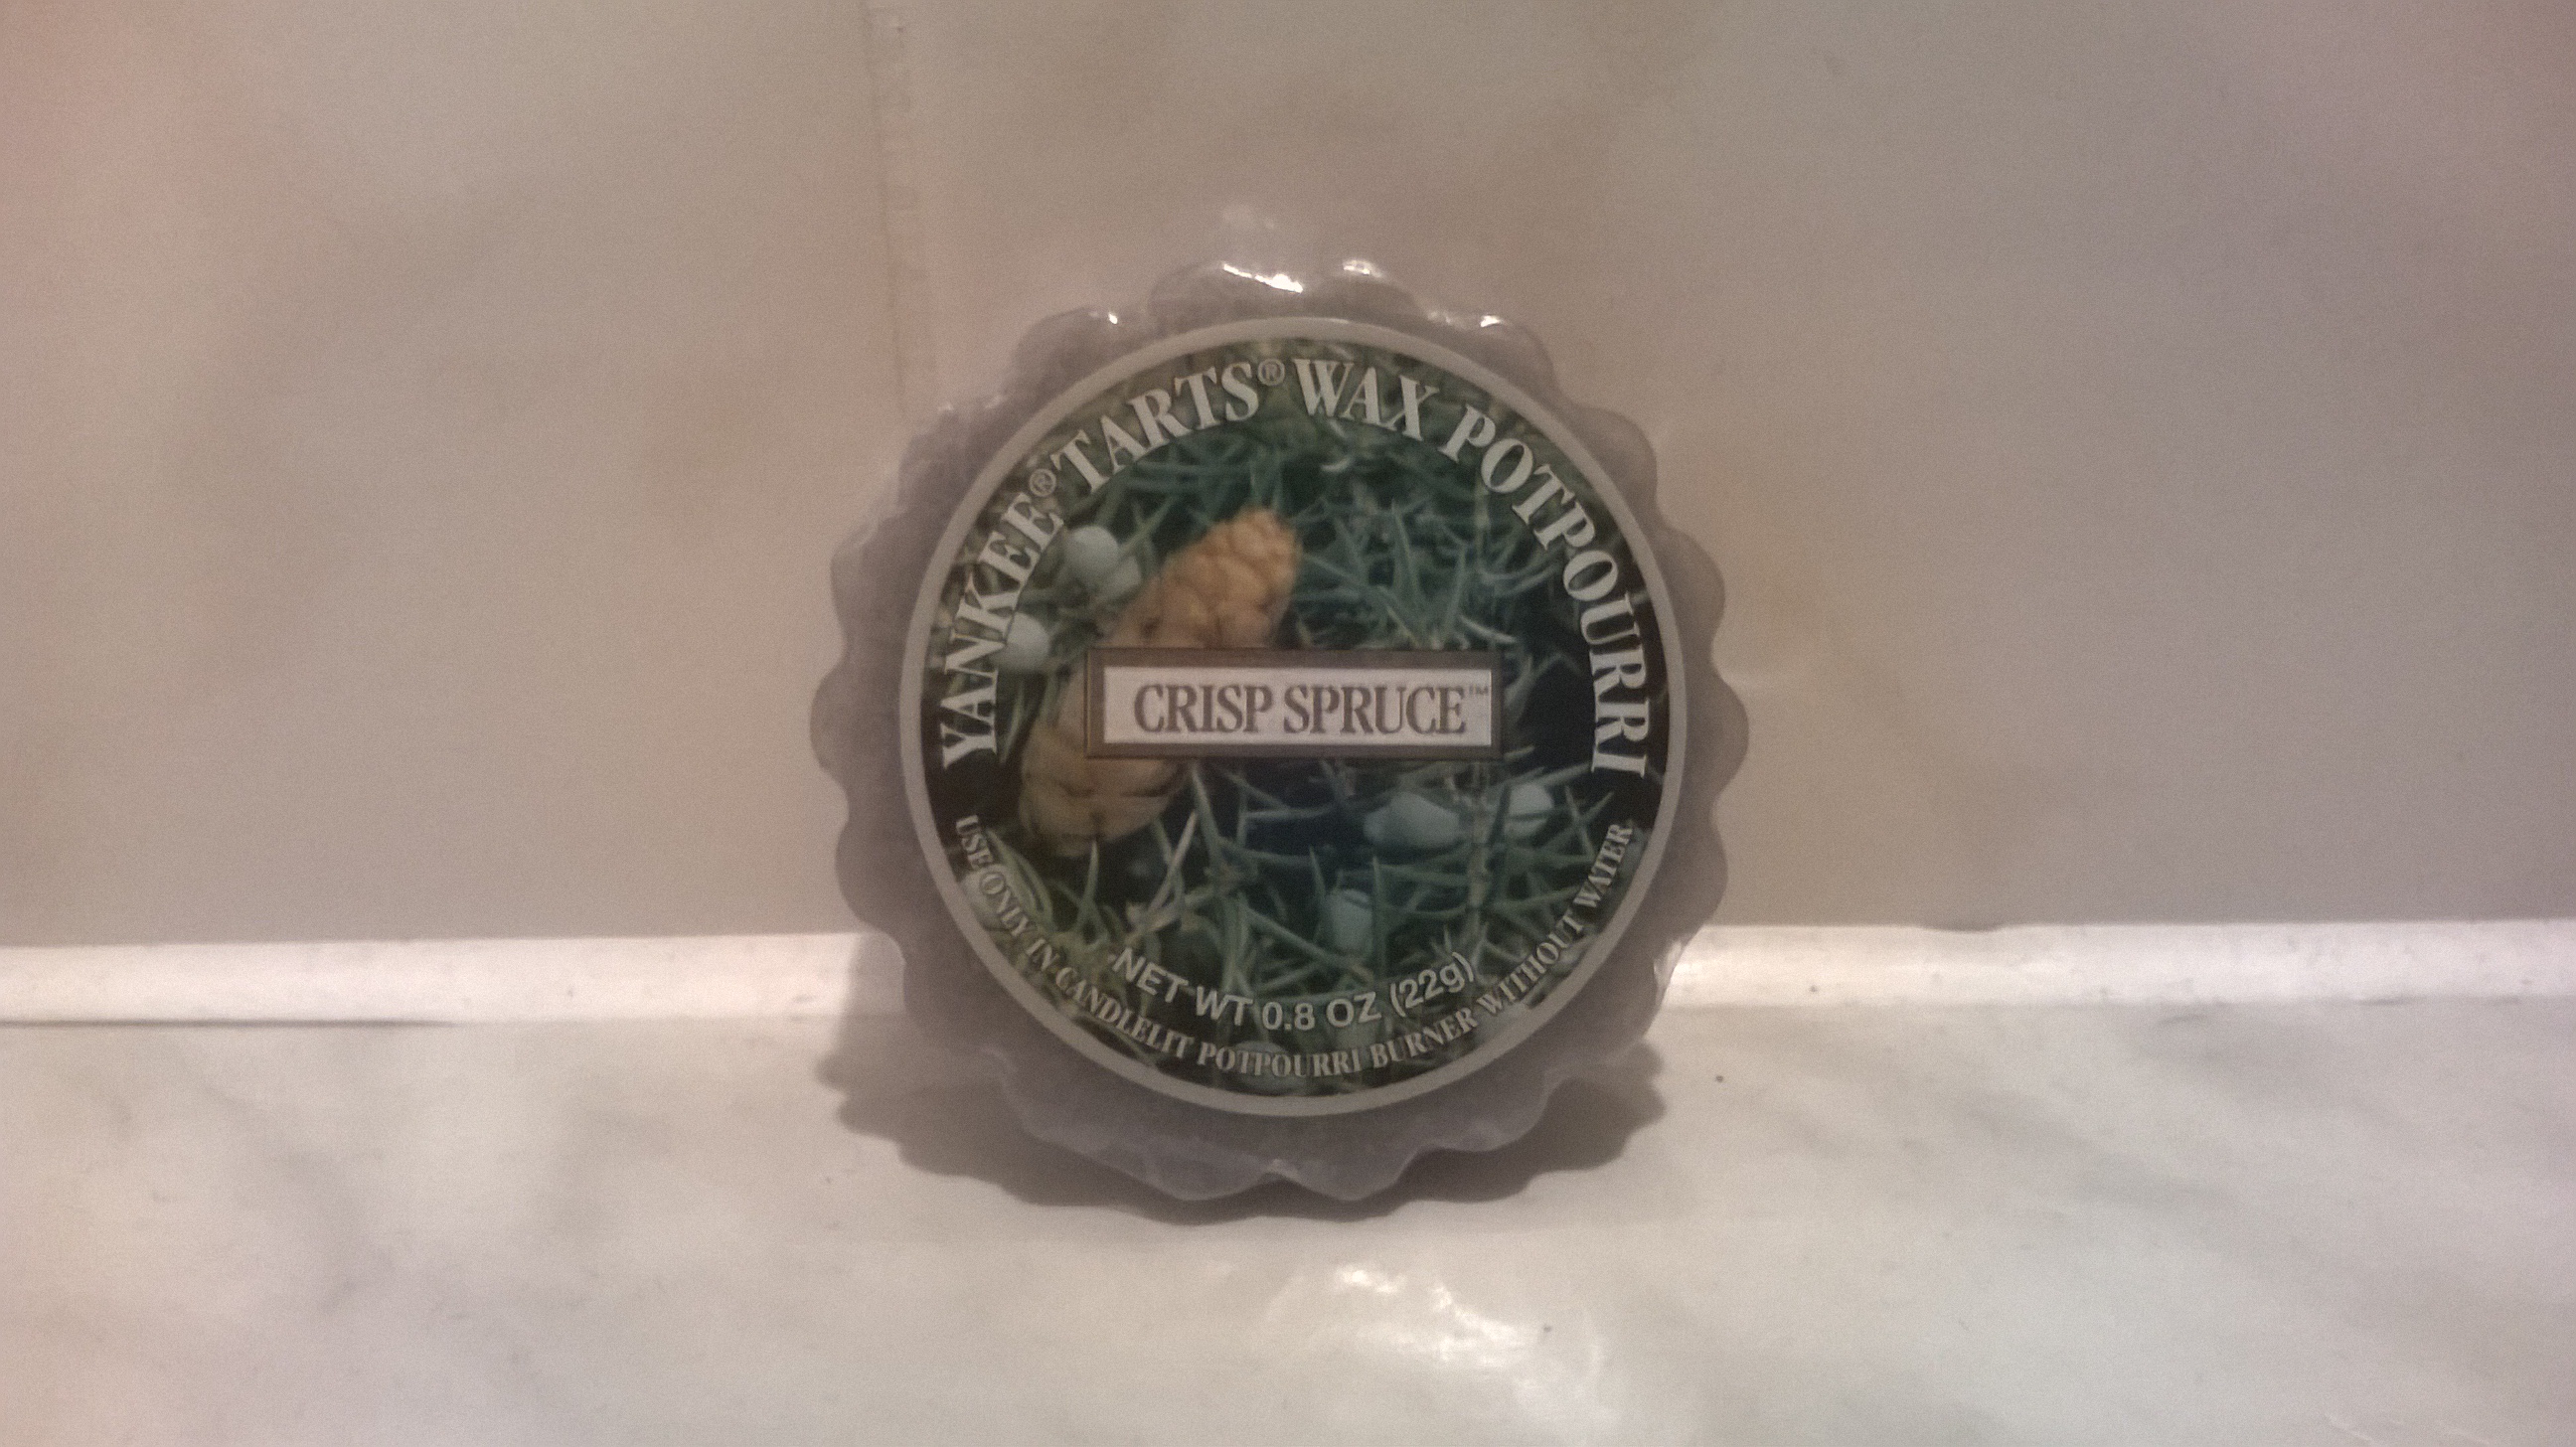 YANKEE® TARTS® WAX POTPOURRI
CRISP SPRUCE™
NET WT 0.8 OZ (22g)
USE ONLY IN CANDLELIT POTPOURRI BURNER WITHOUT WATER